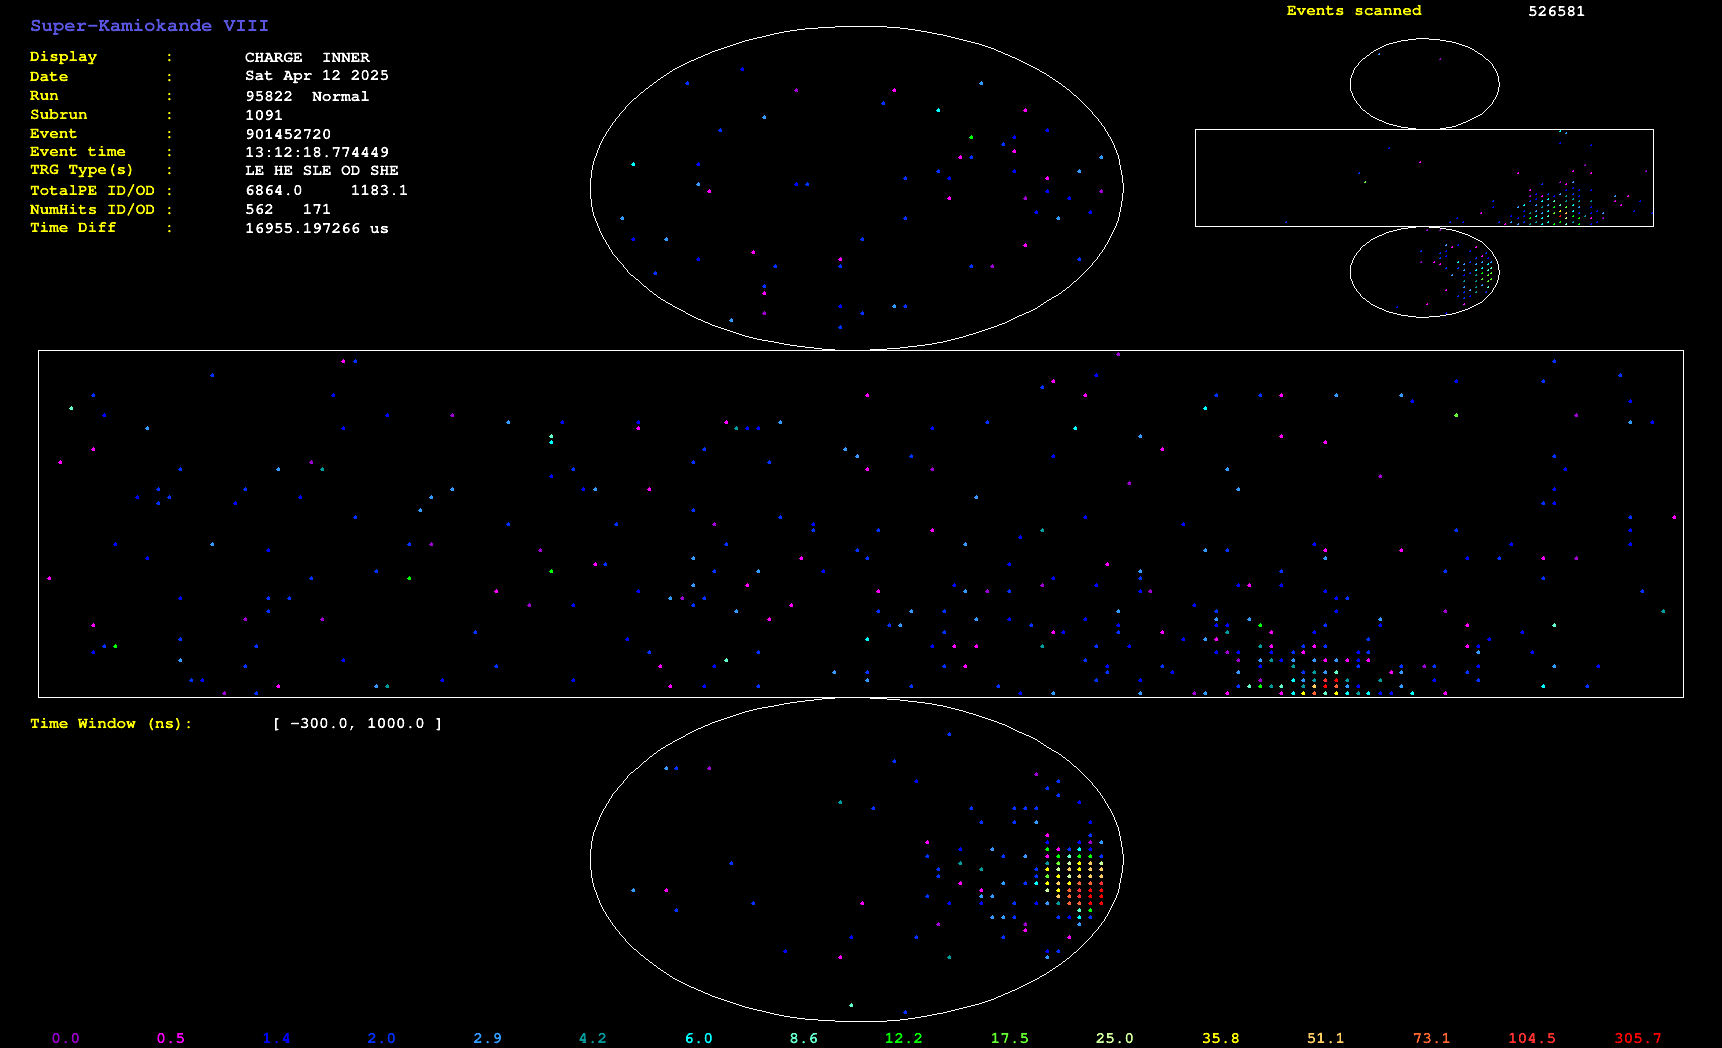 Super-Kamiokande VIII
Events scanned 526581
Display : CHARGE INNER
Date : Sat Apr 12 2025
Run : 95822 Normal
Subrun : 1091
Event : 901452720
Event time : 13:12:18.774449
TRG Type(s) : LE HE SLE OD SHE
TotalPE ID/OD : 6864.0 1183.1
NumHits ID/OD : 562 171
Time Diff : 16955.197266 us
Time Window (ns): [ -300.0, 1000.0 ]
0.0 0.5 1.4 2.0 2.9 4.2 6.0 8.6 12.2 17.5 25.0 35.8 51.1 73.1 104.5 305.7